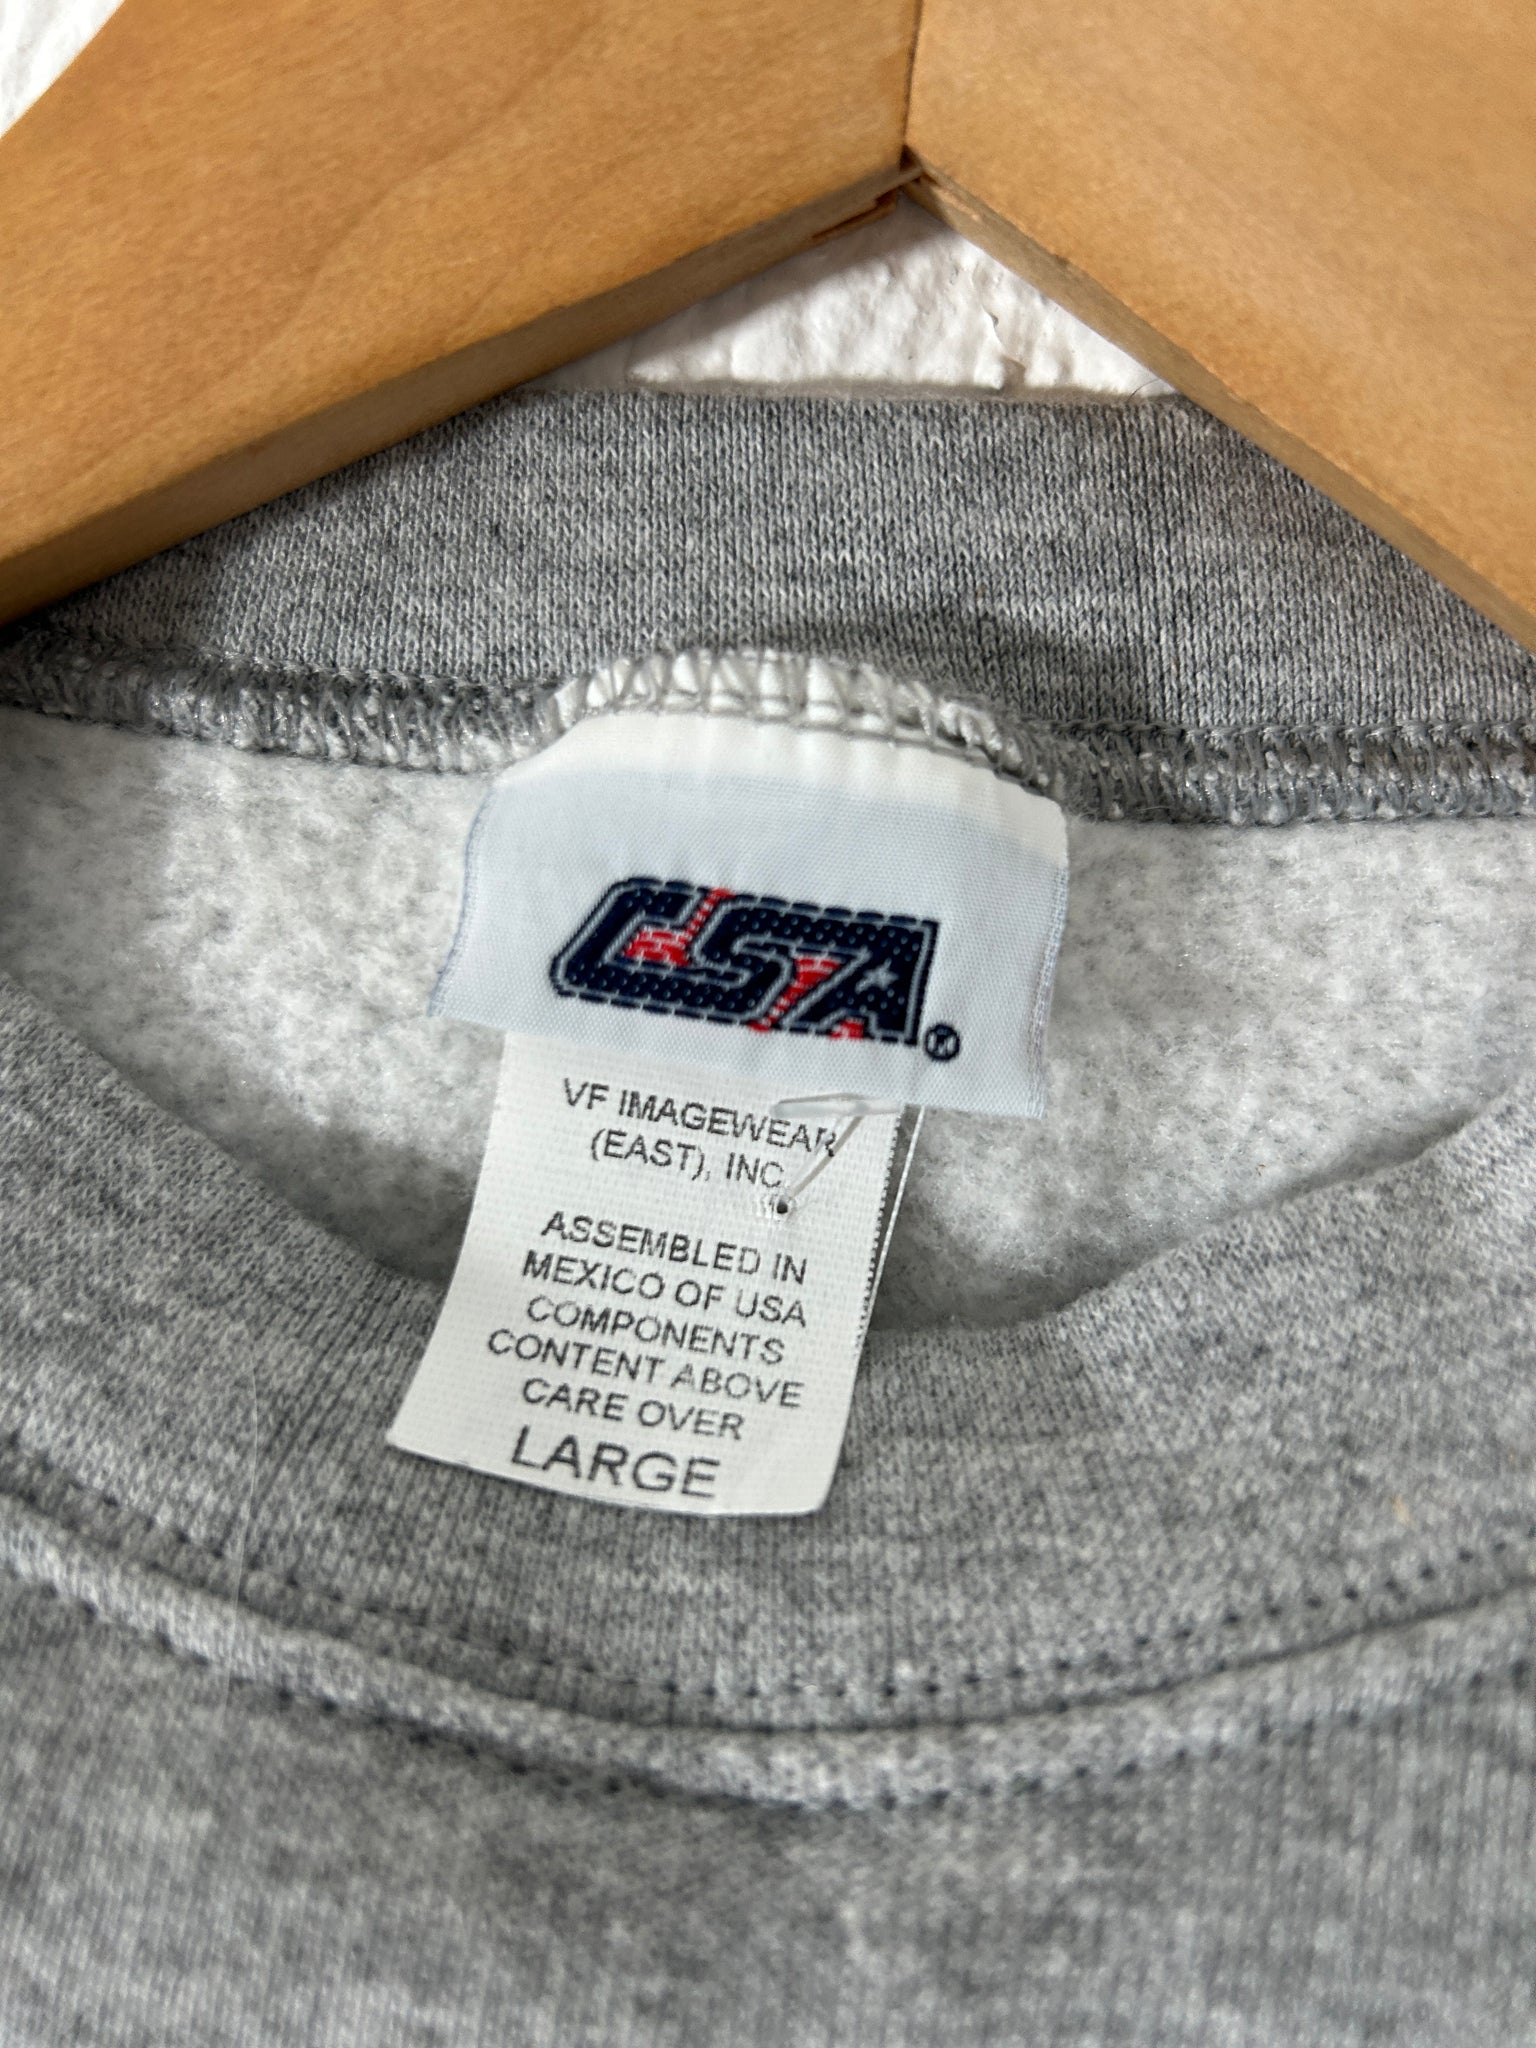 CSA®
VF IMAGEWEAR
(EAST), INC.
ASSEMBLED IN
MEXICO OF USA
COMPONENTS
CONTENT ABOVE
CARE OVER
LARGE